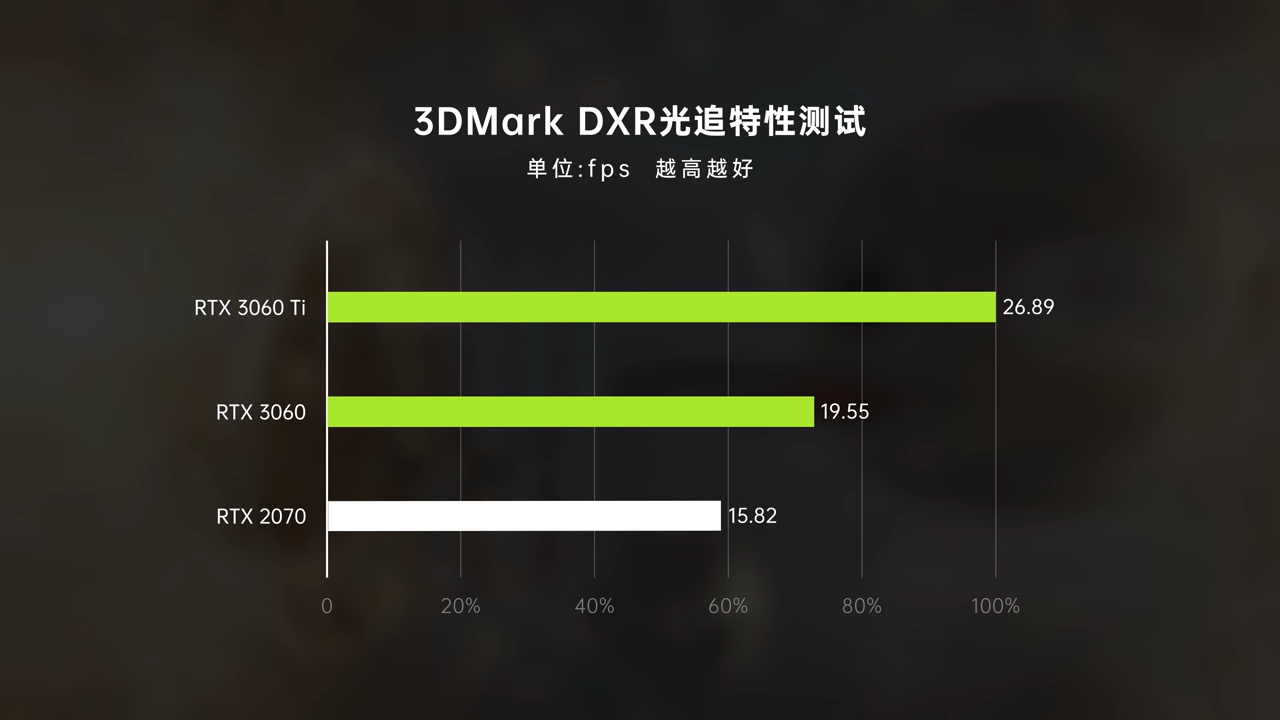 3DMark DXR光追特性测试
单位:fps 越高越好
RTX 3060 Ti
26.89
RTX 3060
19.55
RTX 2070
15.82
0
20%
40%
60%
80%
100%